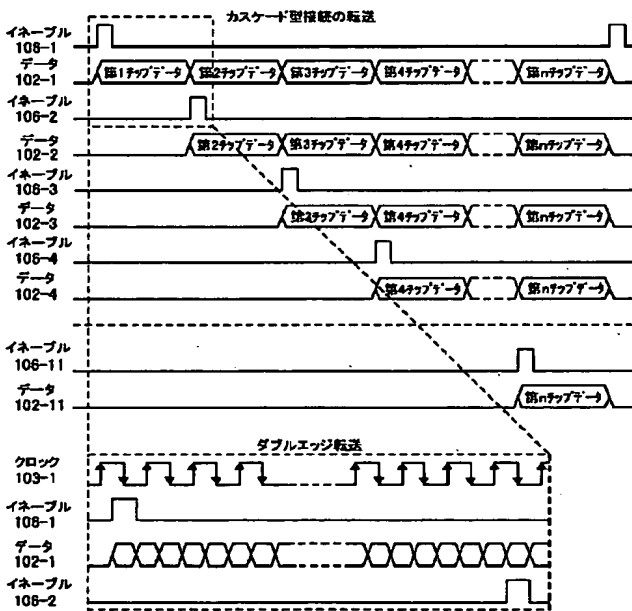 カスケード型接続の転送
イネーブル
106-1
データ
102-1
第1チップデータ
第2チップデータ
第3チップデータ
第4チップデータ
第nチップデータ
イネーブル
106-2
データ
102-2
第2チップデータ
第3チップデータ
第4チップデータ
第nチップデータ
イネーブル
106-3
データ
102-3
第3チップデータ
第4チップデータ
第nチップデータ
イネーブル
106-4
データ
102-4
第4チップデータ
第nチップデータ
イネーブル
106-11
データ
102-11
第nチップデータ
ダブルエッジ転送
クロック
103-1
イネーブル
106-1
データ
102-1
イネーブル
106-2